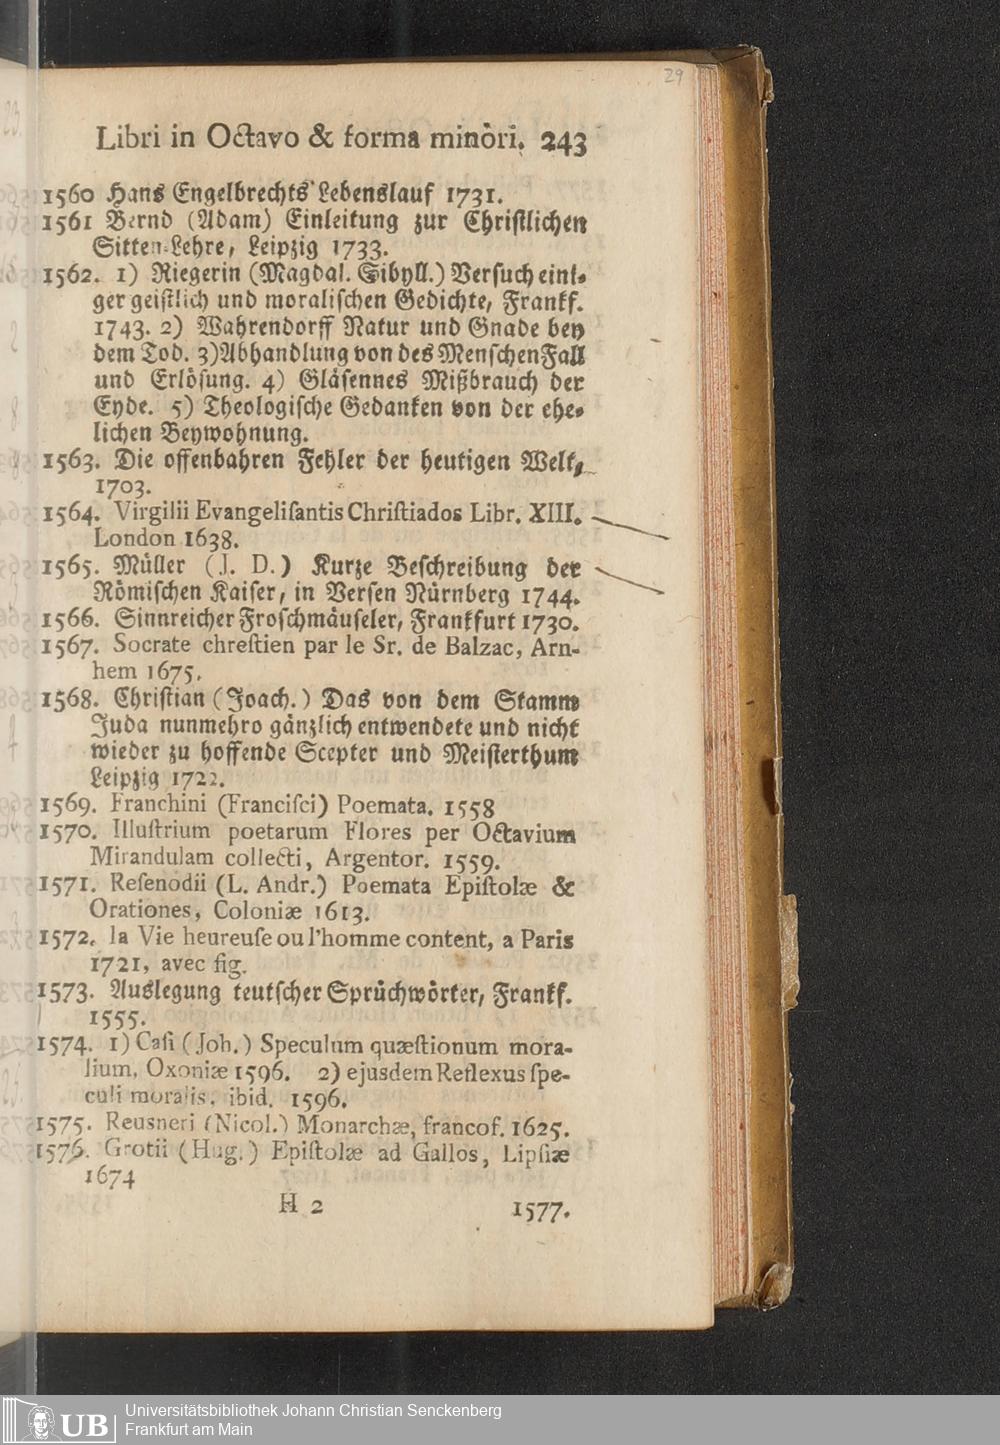 29
Libri in Octavo & forma minori. 243
1560 Hans Engelbrechts Lebenslauf 1731.
1561 Bernd (Adam) Einleitung zur Christlichen
Sitten-Lehre, Leipzig 1733.
1562. 1) Riegerin (Magdal. Sibyll.) Versuch eini-
ger geistlich und moralischen Gedichte, Frankf.
1743. 2) Wahrendorff Natur und Gnade bey
dem Tod. 3) Abhandlung von des Menschen Fall
und Erlösung. 4) Gläsennes Mißbrauch der
Eyde. 5) Theologische Gedanken von der ehe-
lichen Beywohnung.
1563. Die offenbahren Fehler der heutigen Welt,
1703.
1564. Virgilii Evangeliſantis Chriſtiados Libr. XIII.
London 1638.
1565. Müller (J. D.) Kurze Beschreibung der
Römischen Kaiser, in Versen Nürnberg 1744.
1566. Sinnreicher Froschmäuseler, Frankfurt 1730.
1567. Socrate chreſtien par le Sr. de Balzac, Arn-
hem 1675.
1568. Christian (Joach.) Das von dem Stamm
Juda nunmehro gänzlich entwendete und nicht
wieder zu hoffende Scepter und Meisterthum
Leipzig 1722.
1569. Franchini (Franciſci) Poemata. 1558
1570. Illuſtrium poetarum Flores per Octavium
Mirandulam collecti, Argentor. 1559.
1571. Reſenodii (L. Andr.) Poemata Epiſtolæ &
Orationes, Coloniæ 1613.
1572. la Vie heureuſe ou l'homme content, a Paris
1721, avec fig.
1573. Auslegung teutscher Sprüchwörter, Frankf.
1555.
1574. 1) Caſi (Joh.) Speculum quæſtionum mora-
lium, Oxoniæ 1596. 2) ejusdem Reflexus ſpe-
culi moralis, ibid. 1596.
1575. Reusneri (Nicol.) Monarchæ, francof. 1625.
1576. Grotii (Hug.) Epiſtolæ ad Gallos, Lipſiæ
1674
H 2 1577.
UB Universitätsbibliothek Johann Christian Senckenberg
Frankfurt am Main